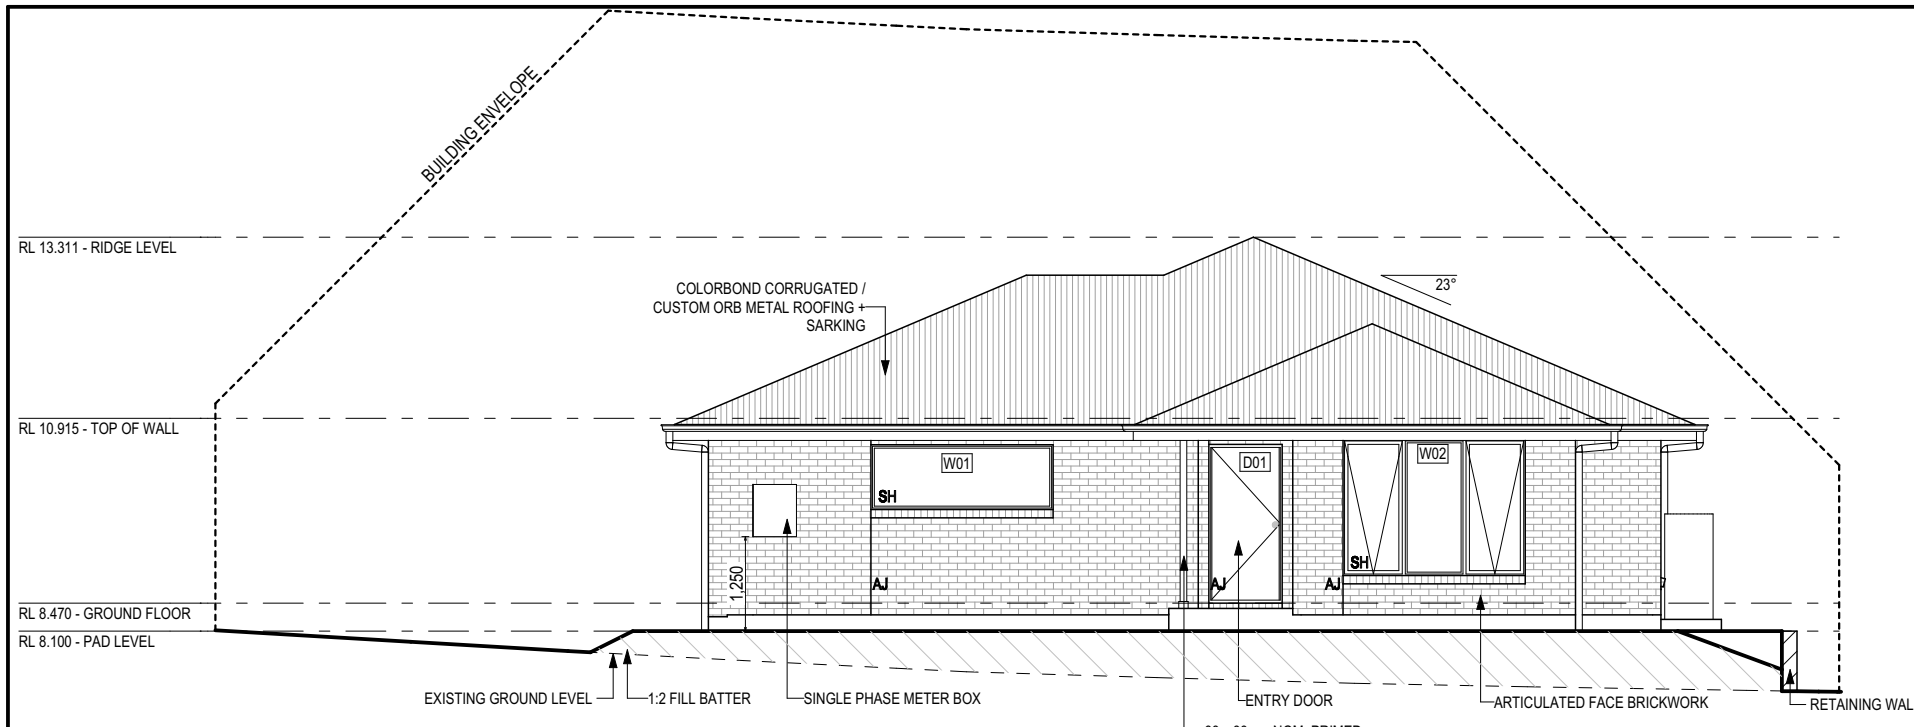 BUILDING ENVELOPE
RL 13.311 - RIDGE LEVEL
COLORBOND CORRUGATED /
CUSTOM ORB METAL ROOFING +
SARKING
23°
RL 10.915 - TOP OF WALL
W01
D01
W02
SH
SH
1,250
AJ
AJ
AJ
RL 8.470 - GROUND FLOOR
RL 8.100 - PAD LEVEL
EXISTING GROUND LEVEL
1:2 FILL BATTER
SINGLE PHASE METER BOX
ENTRY DOOR
ARTICULATED FACE BRICKWORK
RETAINING WAL